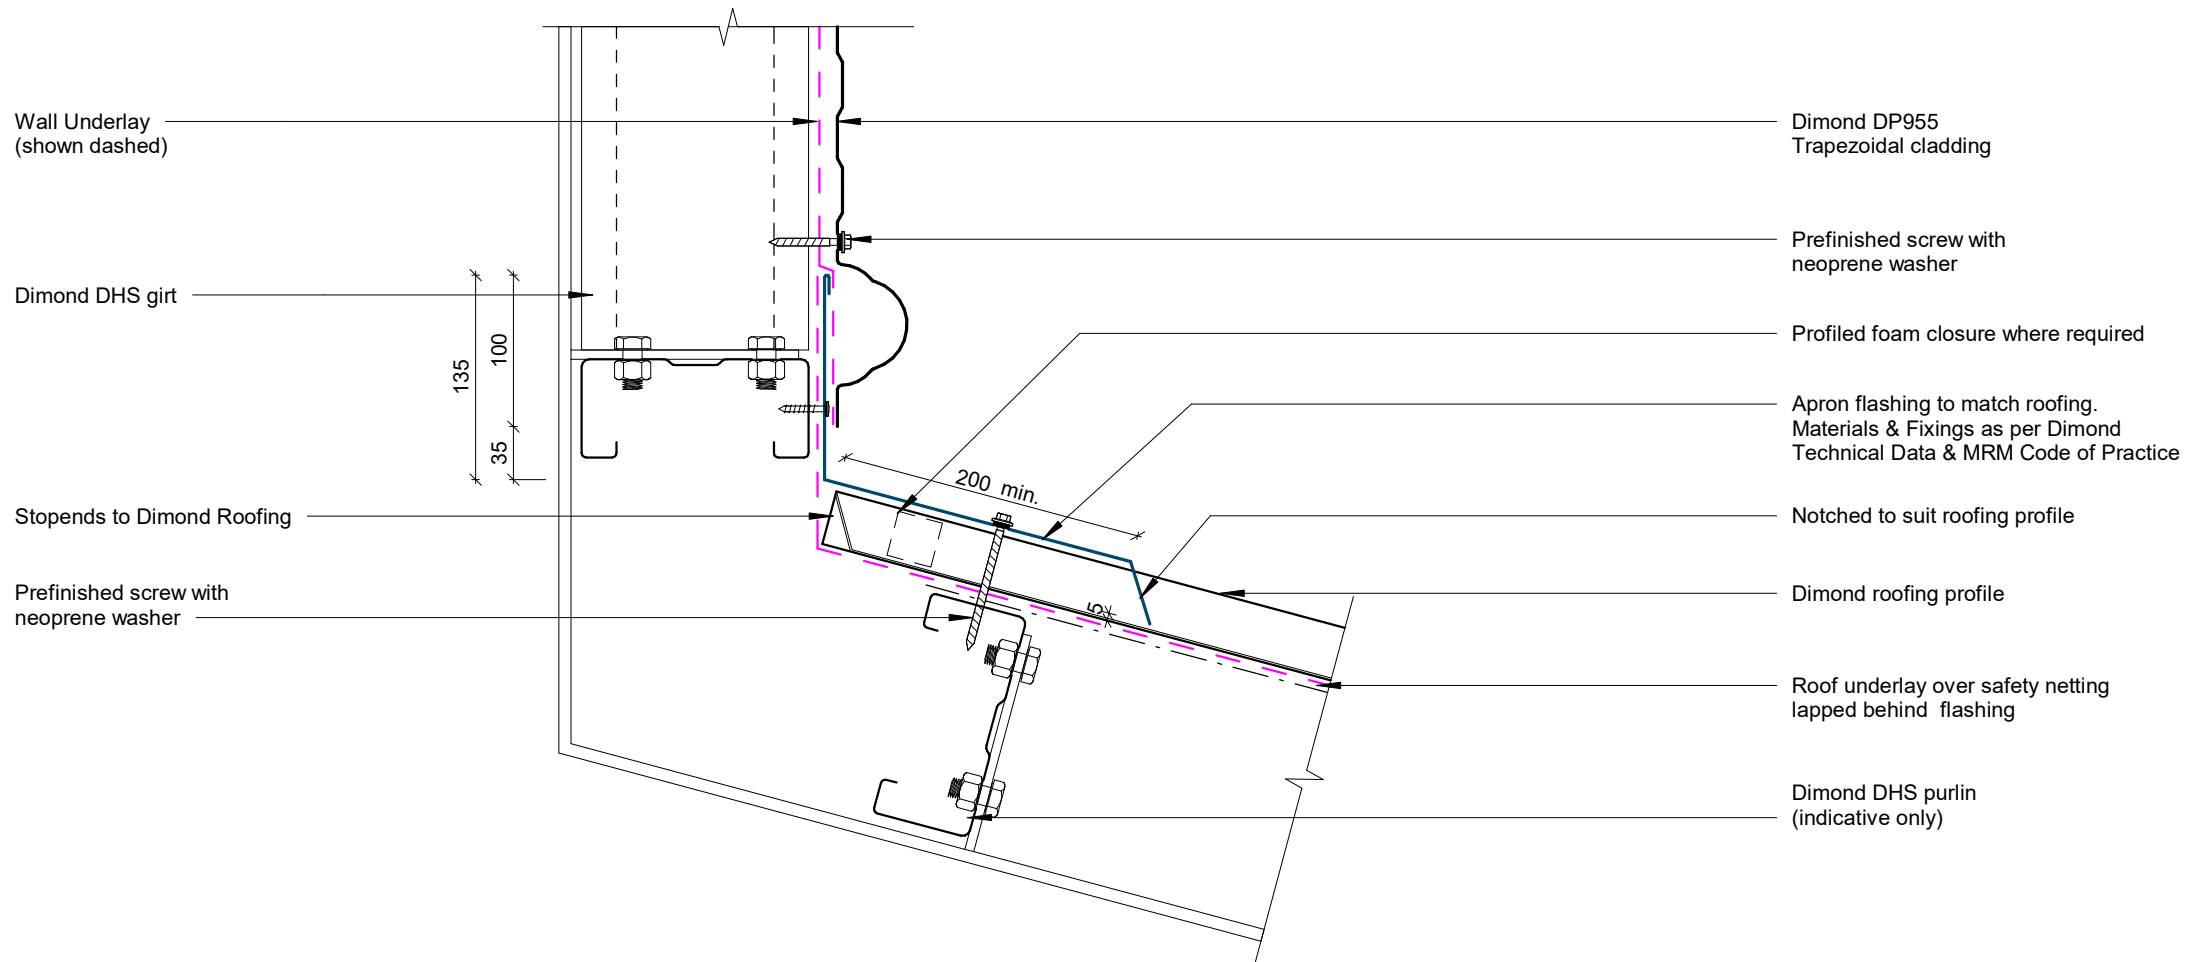 Wall Underlay
(shown dashed)
Dimond DHS girt
Stopends to Dimond Roofing
Prefinished screw with
neoprene washer
135
100
35
200 min.
5
Dimond DP955
Trapezoidal cladding
Prefinished screw with
neoprene washer
Profiled foam closure where required
Apron flashing to match roofing.
Materials & Fixings as per Dimond
Technical Data & MRM Code of Practice
Notched to suit roofing profile
Dimond roofing profile
Roof underlay over safety netting
lapped behind flashing
Dimond DHS purlin
(indicative only)